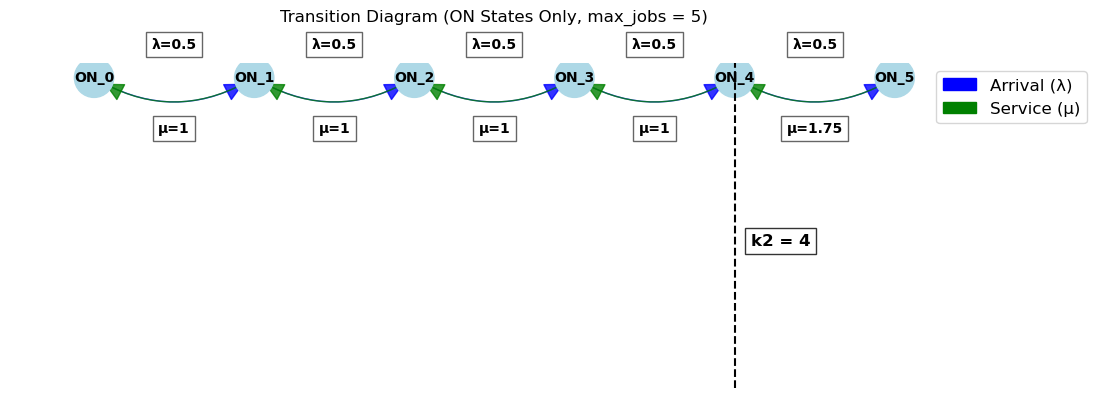 Transition Diagram (ON States Only, max_jobs = 5)
λ=0.5 λ=0.5 λ=0.5 λ=0.5 λ=0.5
ON_0 ON_1 ON_2 ON_3 ON_4 ON_5
Arrival (λ)
Service (μ)
μ=1 μ=1 μ=1 μ=1 μ=1.75
k2 = 4